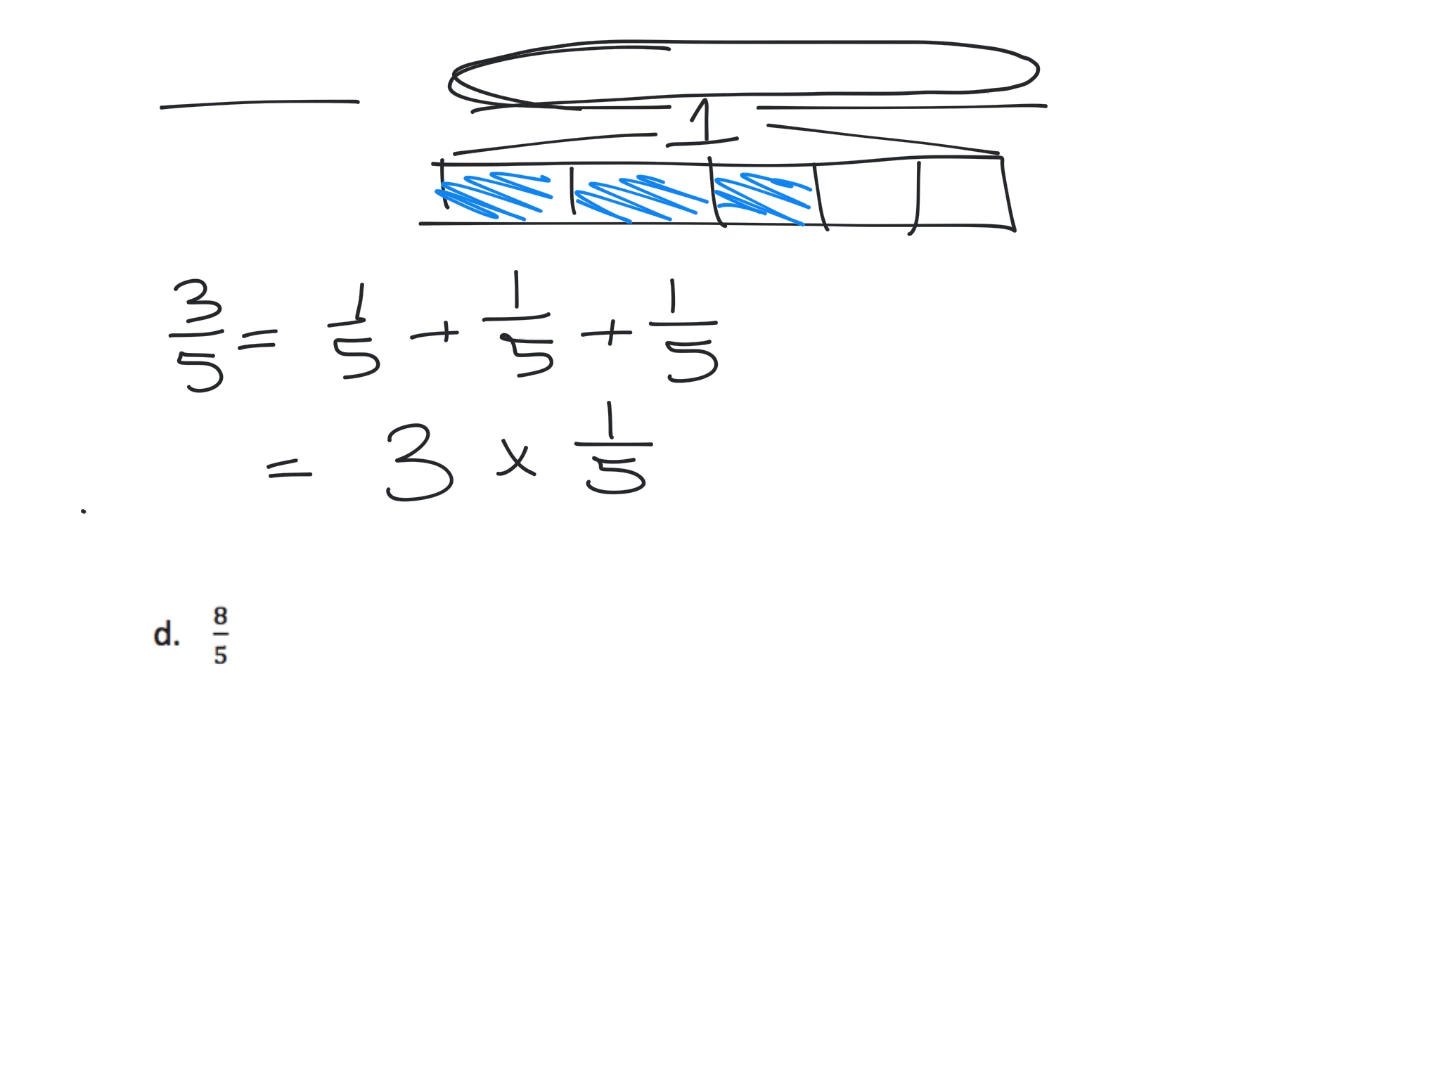 1
3/5 = 1/5 + 1/5 + 1/5
= 3 × 1/5
d. 8/5